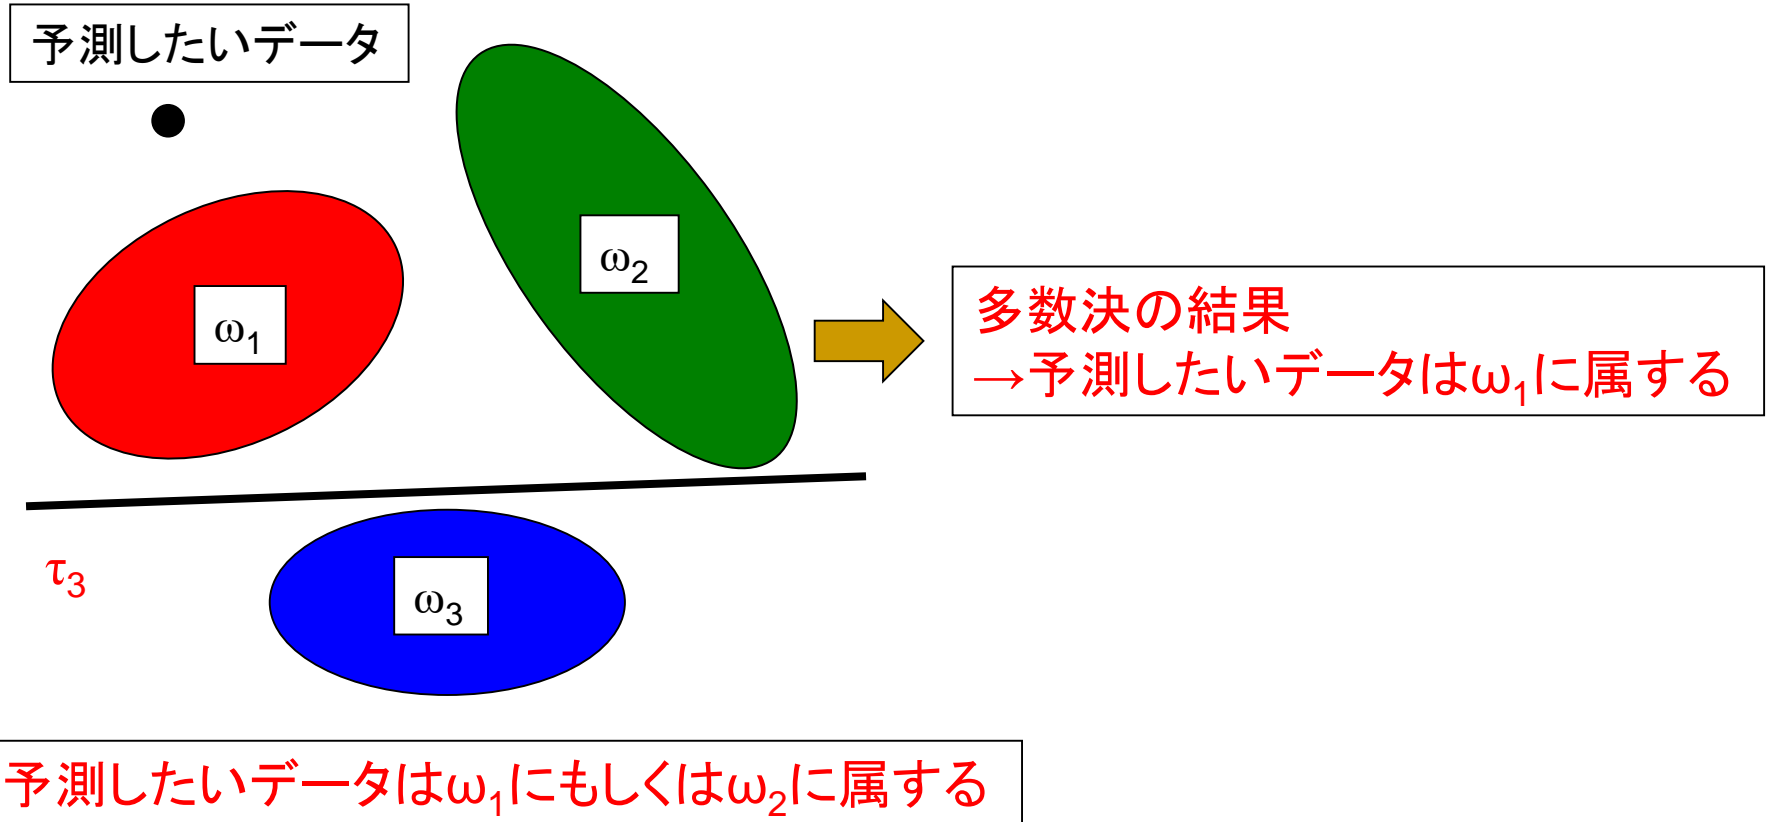 予測したいデータ
ω2
ω1
多数決の結果
→予測したいデータはω1に属する
τ3
ω3
予測したいデータはω1にもしくはω2に属する